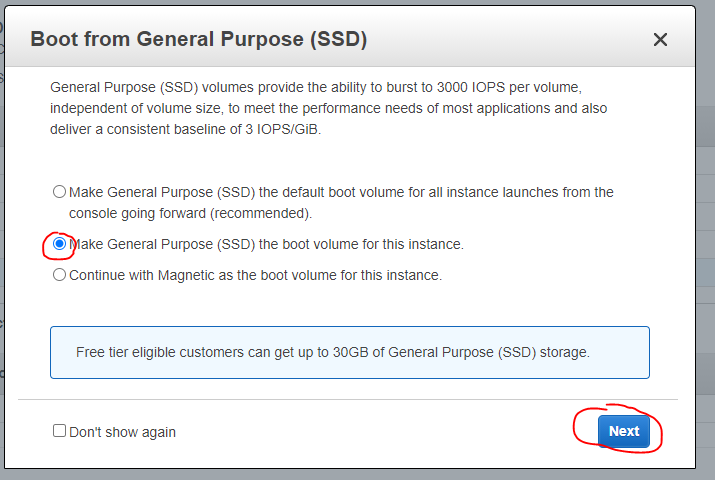 Boot from General Purpose (SSD)
General Purpose (SSD) volumes provide the ability to burst to 3000 IOPS per volume,
independent of volume size, to meet the performance needs of most applications and also
deliver a consistent baseline of 3 IOPS/GiB.
Make General Purpose (SSD) the default boot volume for all instance launches from the
console going forward (recommended).
Make General Purpose (SSD) the boot volume for this instance.
Continue with Magnetic as the boot volume for this instance.
Free tier eligible customers can get up to 30GB of General Purpose (SSD) storage.
Don't show again
Next